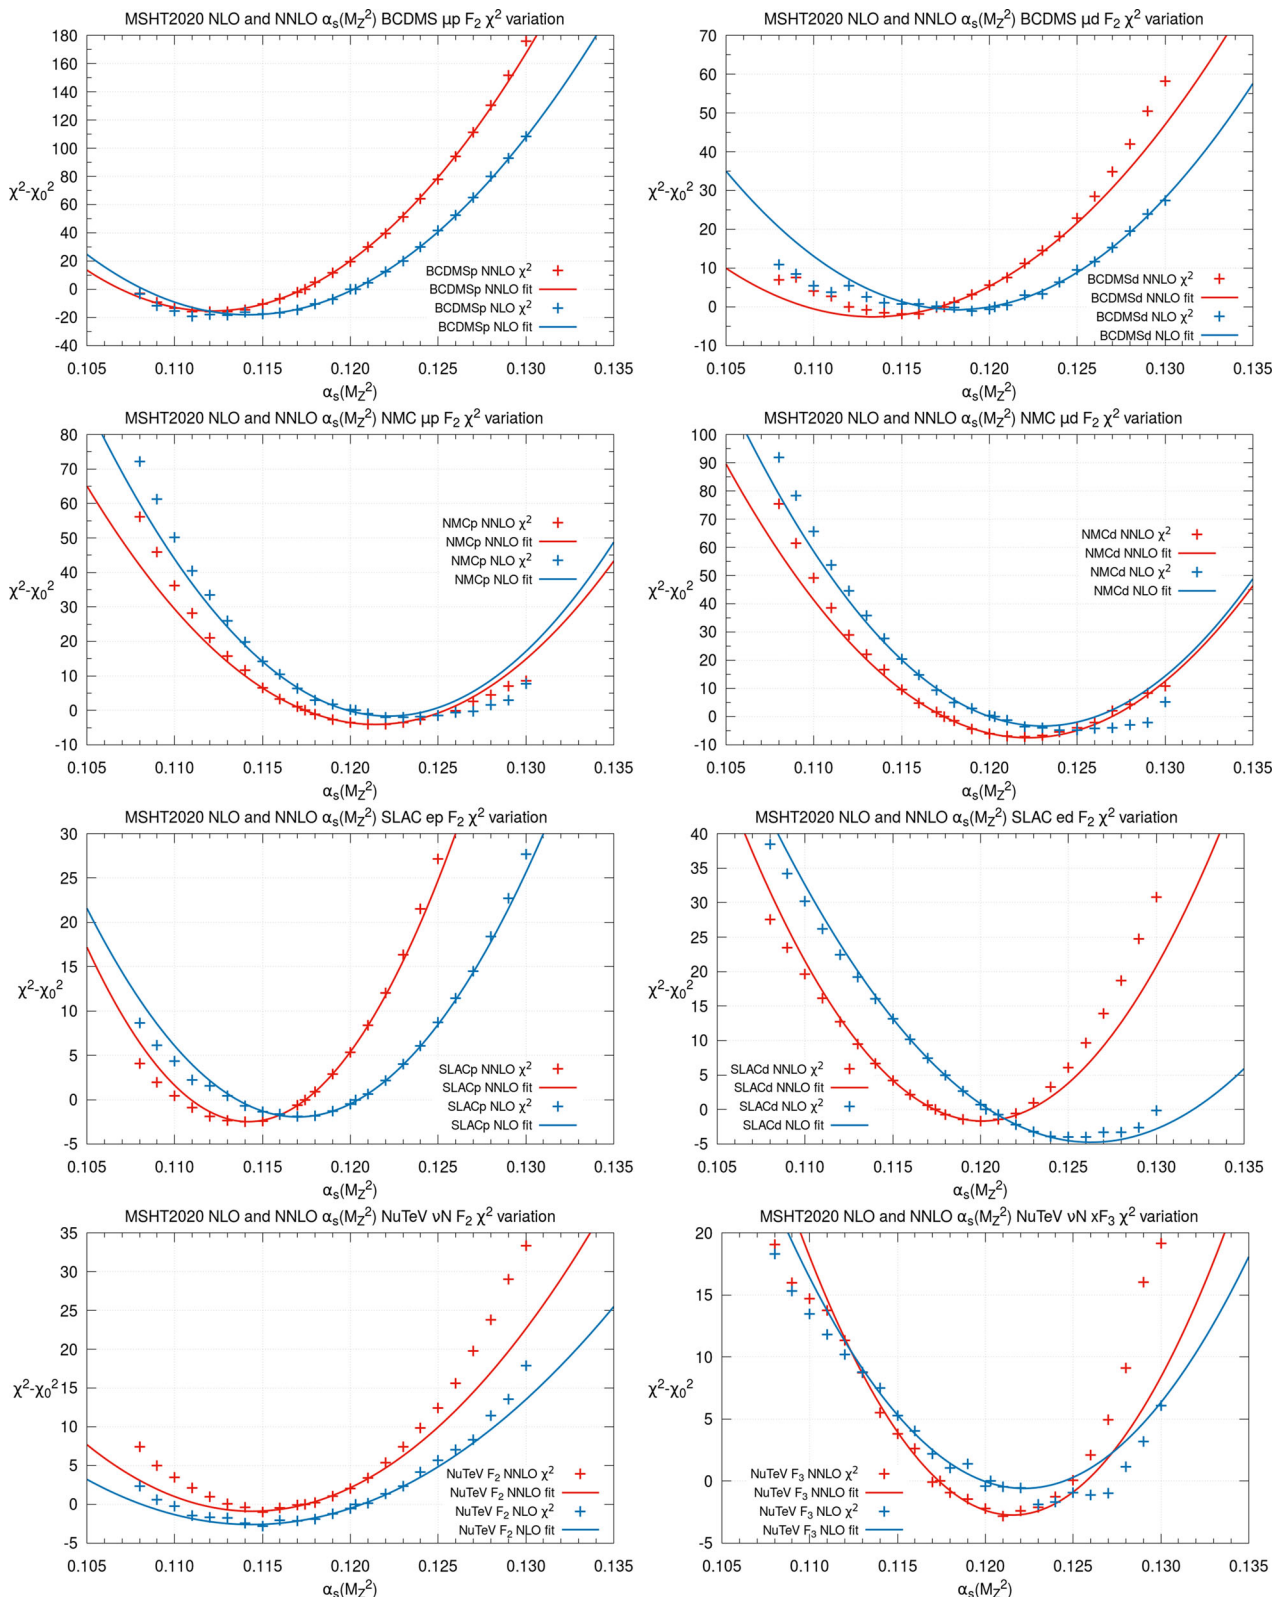 MSHT2020 NLO and NNLO αs(MZ²) BCDMS μp F₂ χ² variation
180
160
140
120
100
80
60
40
20
0
-20
-40
χ²-χ₀²
BCDMSp NNLO χ²
BCDMSp NNLO fit
BCDMSp NLO χ²
BCDMSp NLO fit
0.105 0.110 0.115 0.120 0.125 0.130 0.135
αs(MZ²)
MSHT2020 NLO and NNLO αs(MZ²) BCDMS μd F₂ χ² variation
70
60
50
40
30
20
10
0
-10
χ²-χ₀²
BCDMSd NNLO χ²
BCDMSd NNLO fit
BCDMSd NLO χ²
BCDMSd NLO fit
0.105 0.110 0.115 0.120 0.125 0.130 0.135
αs(MZ²)
MSHT2020 NLO and NNLO αs(MZ²) NMC μp F₂ χ² variation
80
70
60
50
40
30
20
10
0
-10
χ²-χ₀²
NMCp NNLO χ²
NMCp NNLO fit
NMCp NLO χ²
NMCp NLO fit
0.105 0.110 0.115 0.120 0.125 0.130 0.135
αs(MZ²)
MSHT2020 NLO and NNLO αs(MZ²) NMC μd F₂ χ² variation
100
90
80
70
60
50
40
30
20
10
0
-10
χ²-χ₀²
NMCd NNLO χ²
NMCd NNLO fit
NMCd NLO χ²
NMCd NLO fit
0.105 0.110 0.115 0.120 0.125 0.130 0.135
αs(MZ²)
MSHT2020 NLO and NNLO αs(MZ²) SLAC ep F₂ χ² variation
30
25
20
15
10
5
0
-5
χ²-χ₀²
SLACp NNLO χ²
SLACp NNLO fit
SLACp NLO χ²
SLACp NLO fit
0.105 0.110 0.115 0.120 0.125 0.130 0.135
αs(MZ²)
MSHT2020 NLO and NNLO αs(MZ²) SLAC ed F₂ χ² variation
40
35
30
25
20
15
10
5
0
-5
χ²-χ₀²
SLACd NNLO χ²
SLACd NNLO fit
SLACd NLO χ²
SLACd NLO fit
0.105 0.110 0.115 0.120 0.125 0.130 0.135
αs(MZ²)
MSHT2020 NLO and NNLO αs(MZ²) NuTeV νN F₂ χ² variation
35
30
25
20
15
10
5
0
-5
χ²-χ₀²
NuTeV F₂ NNLO χ²
NuTeV F₂ NNLO fit
NuTeV F₂ NLO χ²
NuTeV F₂ NLO fit
0.105 0.110 0.115 0.120 0.125 0.130 0.135
αs(MZ²)
MSHT2020 NLO and NNLO αs(MZ²) NuTeV νN xF₃ χ² variation
20
15
10
5
0
-5
χ²-χ₀²
NuTeV F₃ NNLO χ²
NuTeV F₃ NNLO fit
NuTeV F₃ NLO χ²
NuTeV F₃ NLO fit
0.105 0.110 0.115 0.120 0.125 0.130 0.135
αs(MZ²)